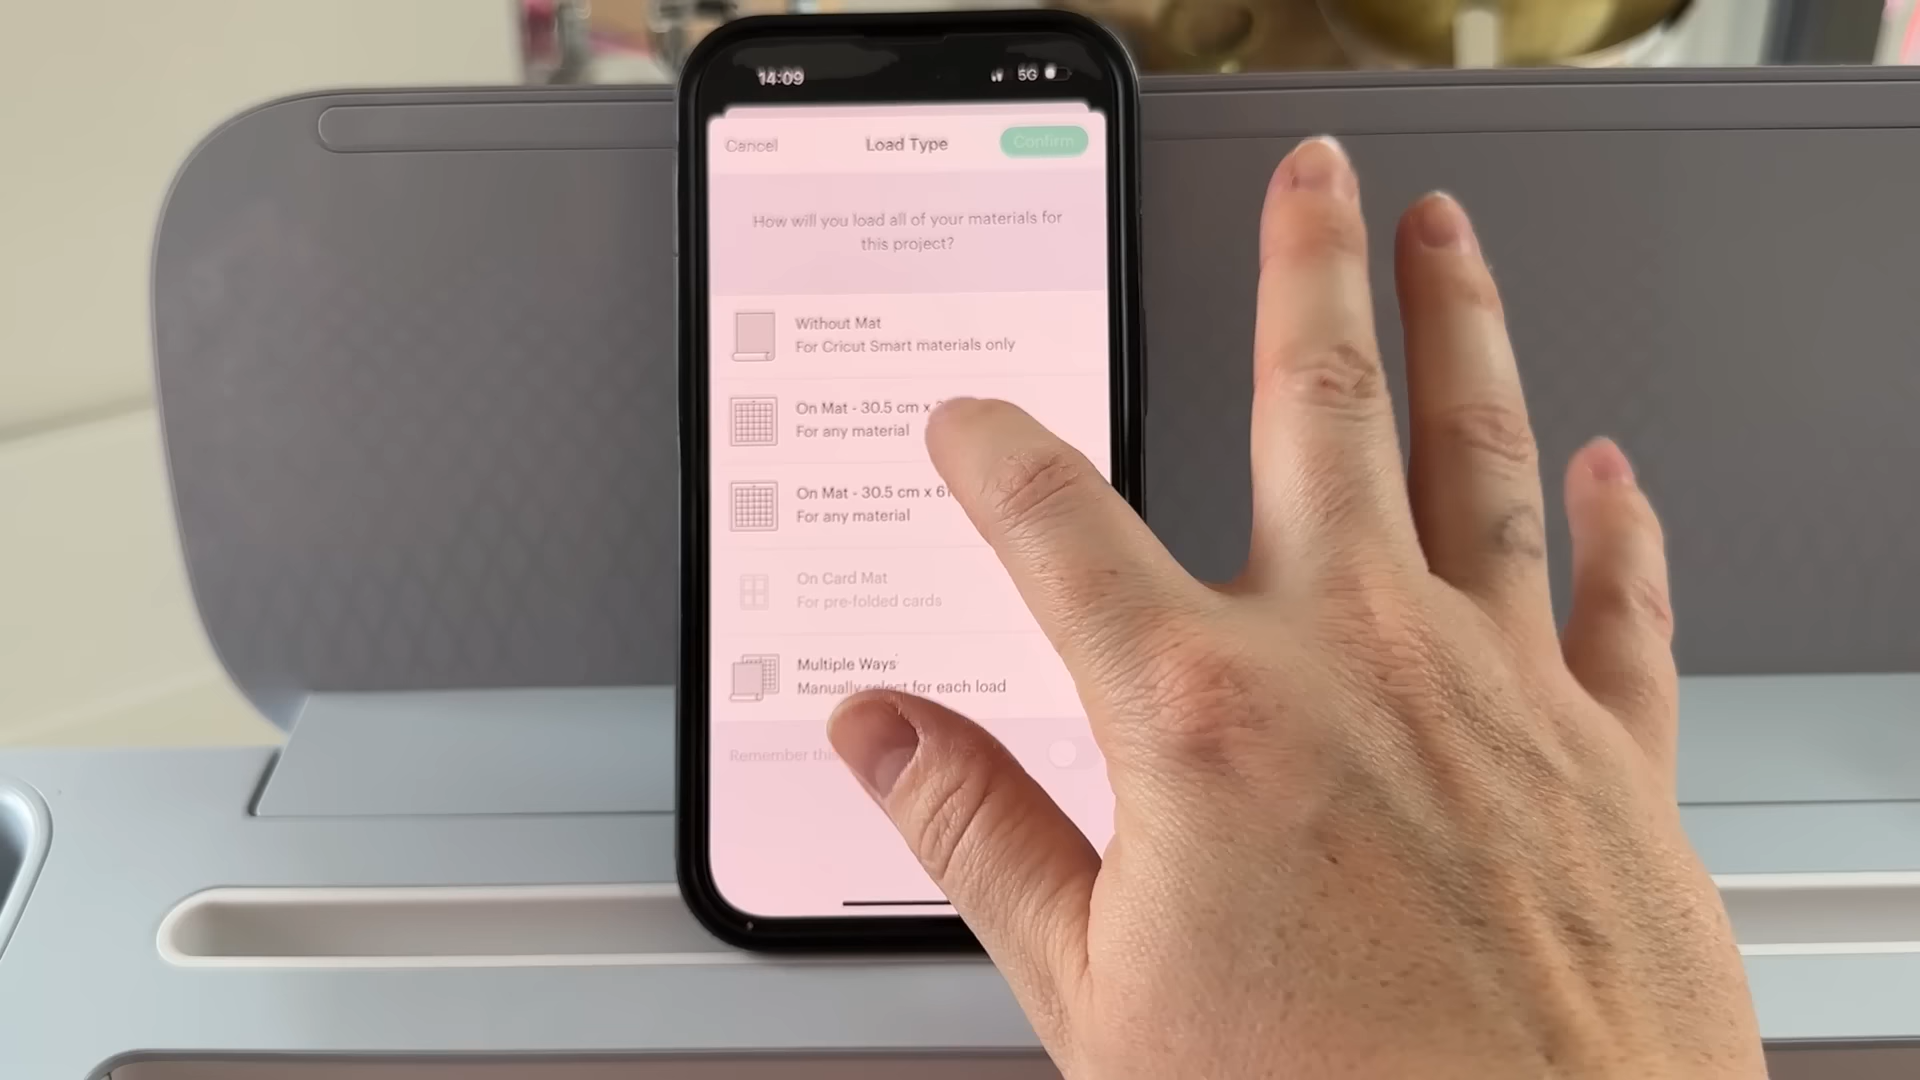 14:09
5G
Cancel
Load Type
Confirm
How will you load all of your materials for
this project?
Without Mat
For Cricut Smart materials only
On Mat - 30.5 cm x
For any material
On Mat - 30.5 cm x
For any material
On Card Mat
For pre-folded cards
Multiple Ways
Manually select for each load
Remember this